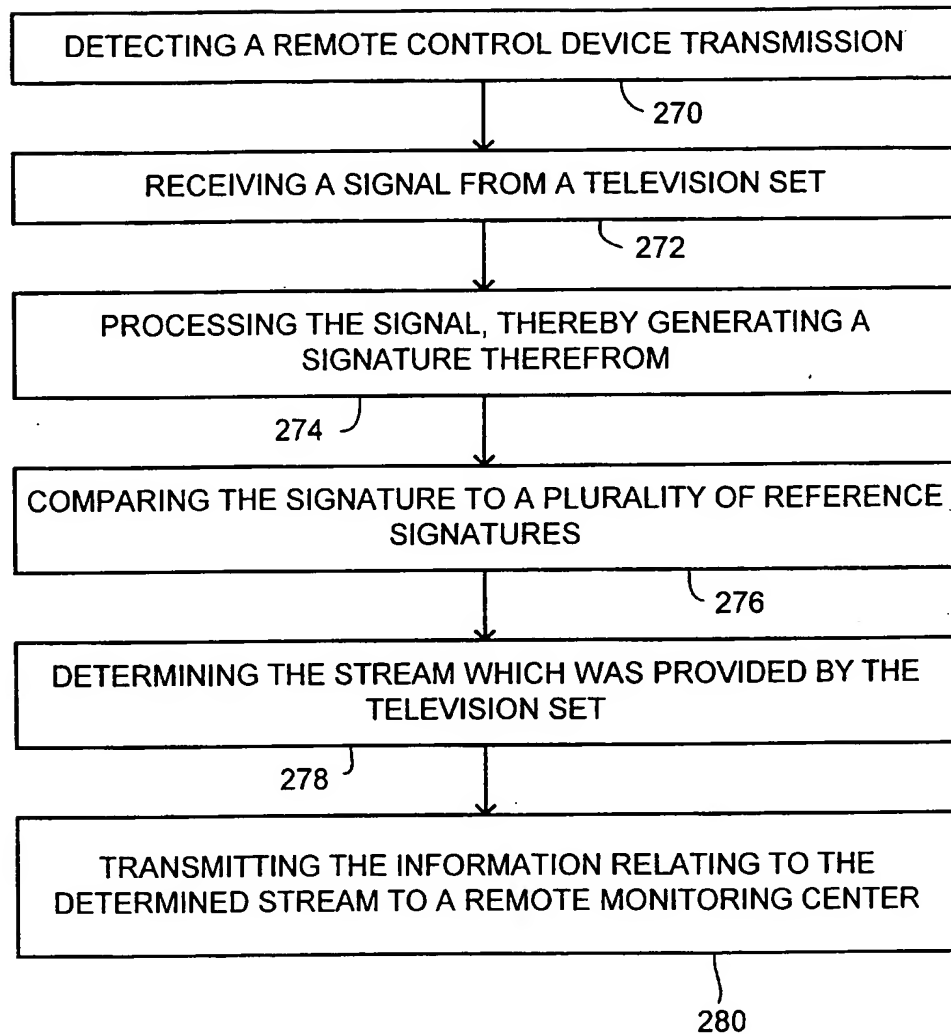 DETECTING A REMOTE CONTROL DEVICE TRANSMISSION
270
RECEIVING A SIGNAL FROM A TELEVISION SET
272
PROCESSING THE SIGNAL, THEREBY GENERATING A
SIGNATURE THEREFROM
274
COMPARING THE SIGNATURE TO A PLURALITY OF REFERENCE
SIGNATURES
276
DETERMINING THE STREAM WHICH WAS PROVIDED BY THE
TELEVISION SET
278
TRANSMITTING THE INFORMATION RELATING TO THE
DETERMINED STREAM TO A REMOTE MONITORING CENTER
280